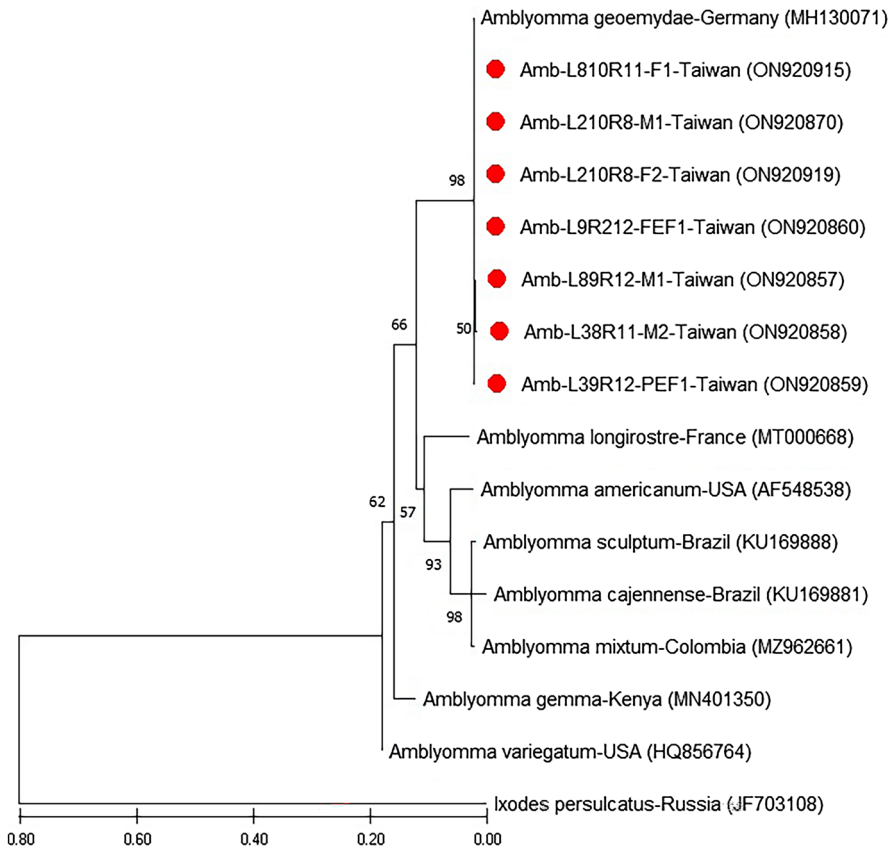 Amblyomma geoemydae-Germany (MH130071)
Amb-L810R11-F1-Taiwan (ON920915)
Amb-L210R8-M1-Taiwan (ON920870)
Amb-L210R8-F2-Taiwan (ON920919)
98
Amb-L9R212-FEF1-Taiwan (ON920860)
Amb-L89R12-M1-Taiwan (ON920857)
66
50
Amb-L38R11-M2-Taiwan (ON920858)
Amb-L39R12-PEF1-Taiwan (ON920859)
Amblyomma longirostre-France (MT000668)
Amblyomma americanum-USA (AF548538)
62
57
Amblyomma sculptum-Brazil (KU169888)
93
Amblyomma cajennense-Brazil (KU169881)
98
Amblyomma mixtum-Colombia (MZ962661)
Amblyomma gemma-Kenya (MN401350)
Amblyomma variegatum-USA (HQ856764)
Ixodes persulcatus-Russia (JF703108)
0.80 0.60 0.40 0.20 0.00